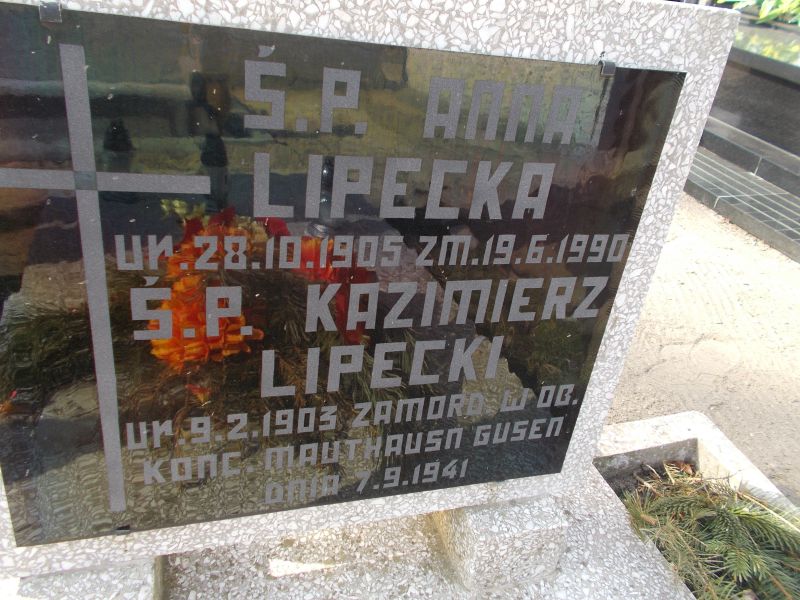 Ś.P. ANNA
LIPECKA
UR. 28.10.1905 ZM. 19.6.1990
Ś.P. KAZIMIERZ
LIPECKI
UR. 9.2.1903 ZAMORD. W OB.
KONC. MAUTHAUSN GUSEN
DNIA 7.9.1941